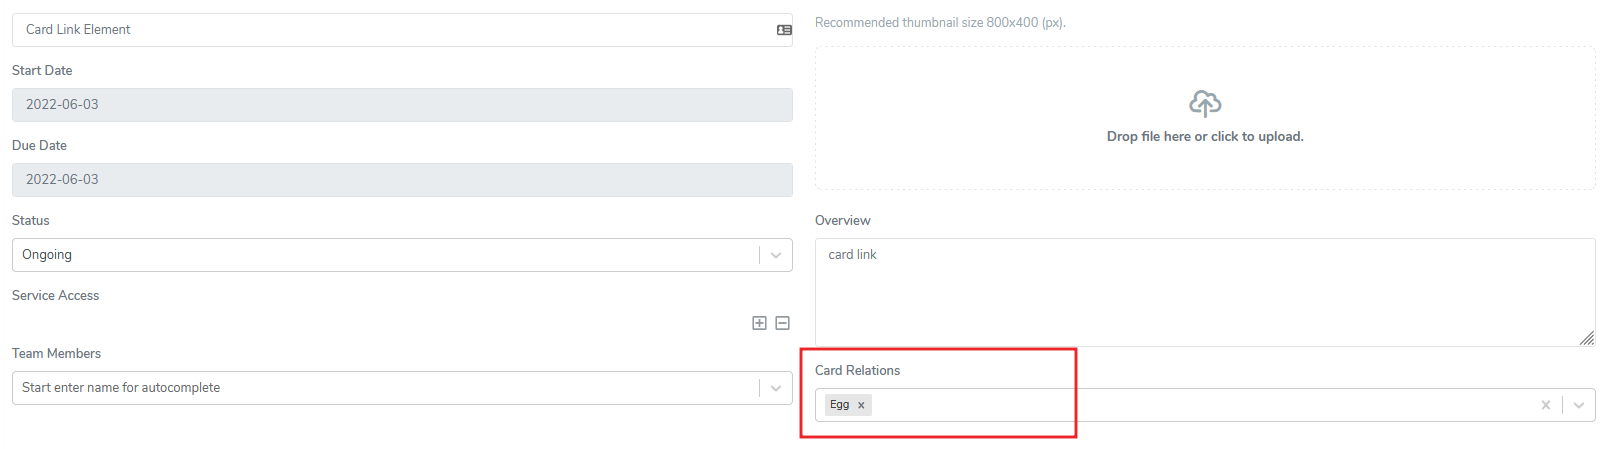 Card Link Element
Start Date
2022-06-03
Due Date
2022-06-03
Status
Ongoing
Service Access
Team Members
Start enter name for autocomplete
Recommended thumbnail size 800x400 (px).
Drop file here or click to upload.
Overview
card link
Card Relations
Egg